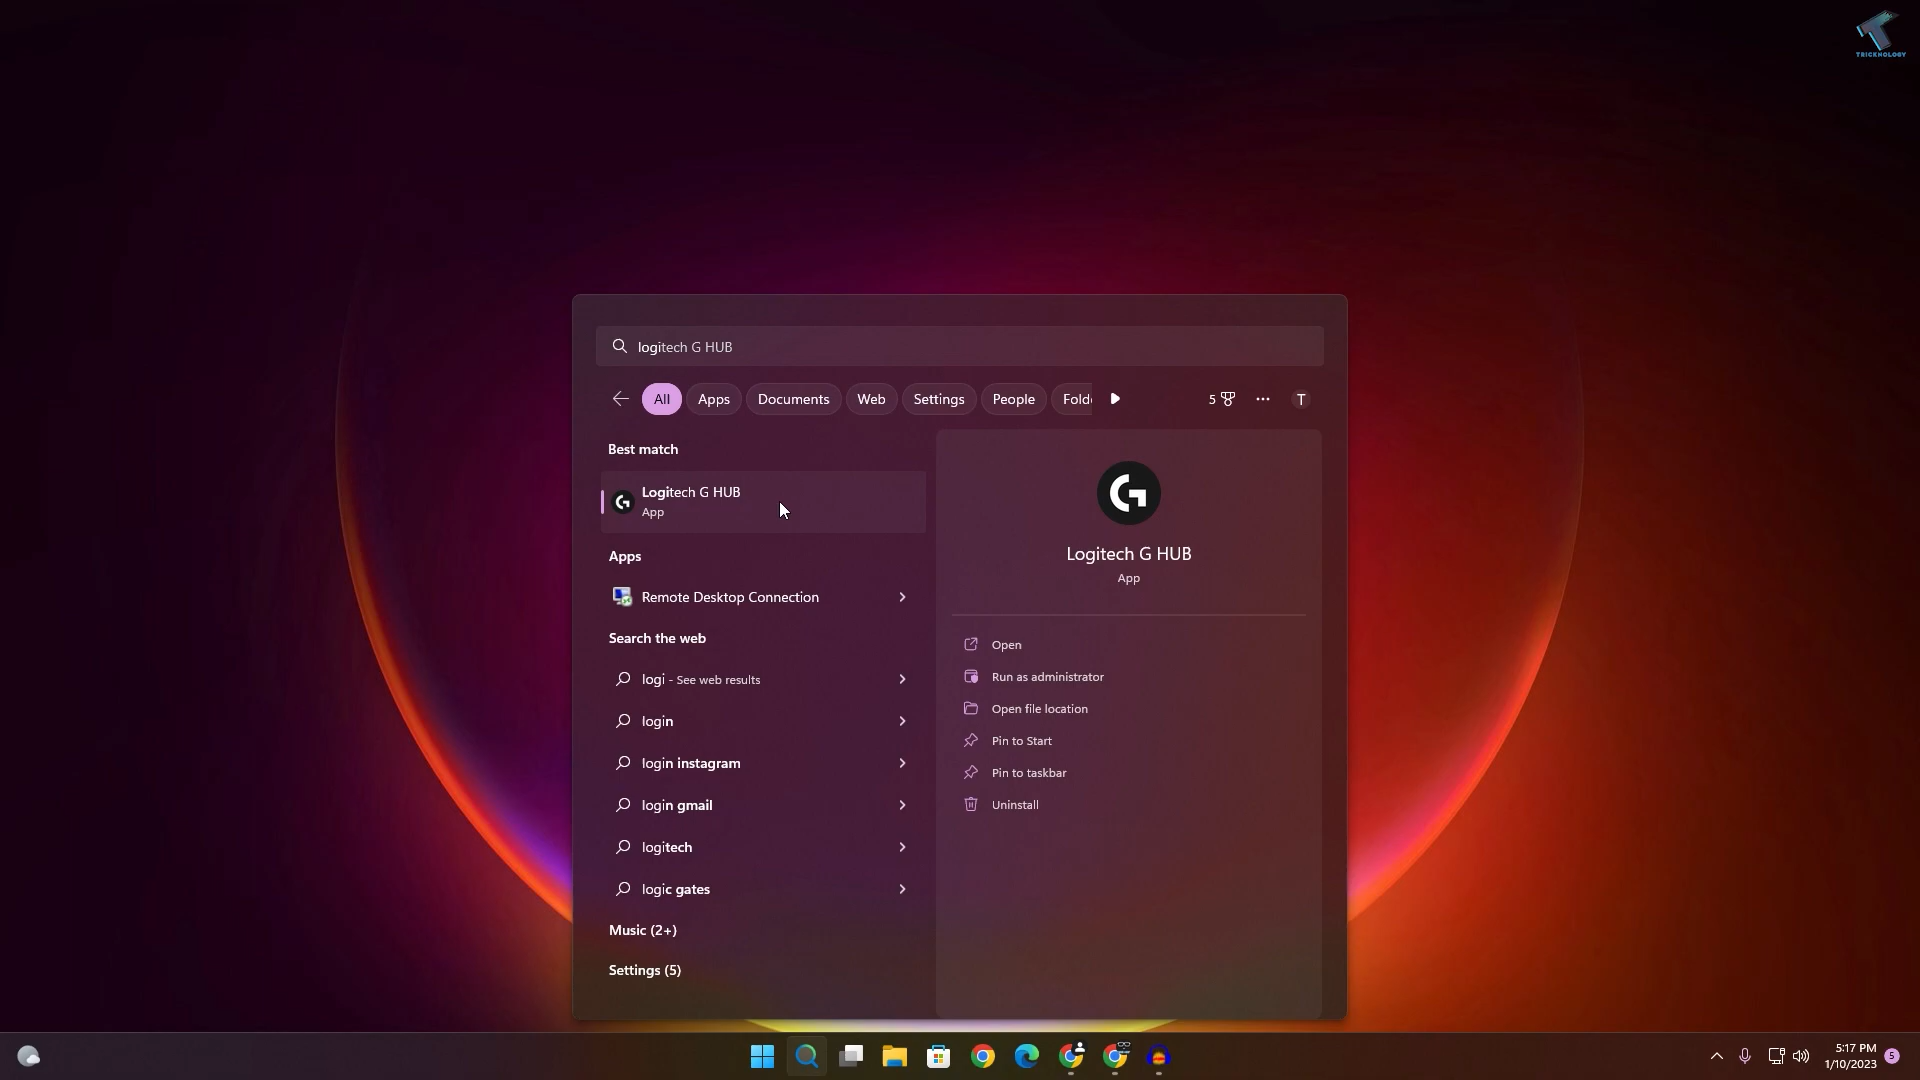 TRICKNOLOGY
logitech G HUB
All Apps Documents Web Settings People Fold 5 T
Best match
Logitech G HUB
App
Apps
Remote Desktop Connection
Search the web
logi - See web results
login
login instagram
login gmail
logitech
logic gates
Music (2+)
Settings (5)
Logitech G HUB
App
Open
Run as administrator
Open file location
Pin to Start
Pin to taskbar
Uninstall
5:17 PM
1/10/2023 5